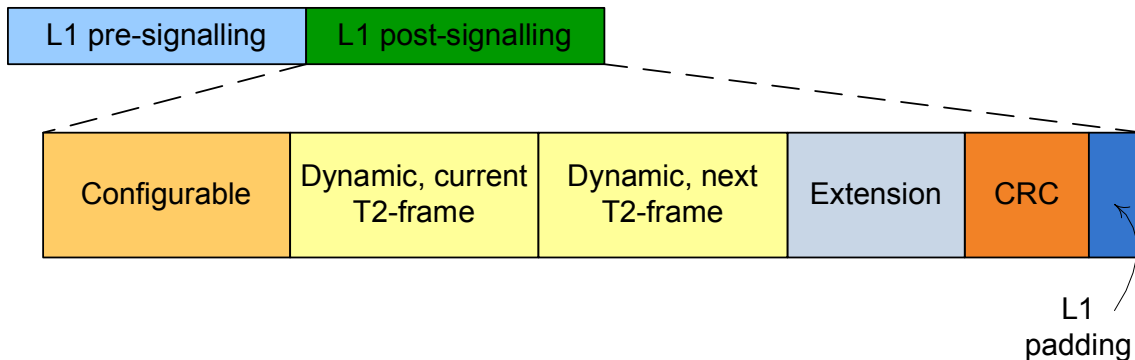 L1 pre-signalling
L1 post-signalling
Configurable
Dynamic, current
T2-frame
Dynamic, next
T2-frame
Extension
CRC
L1
padding